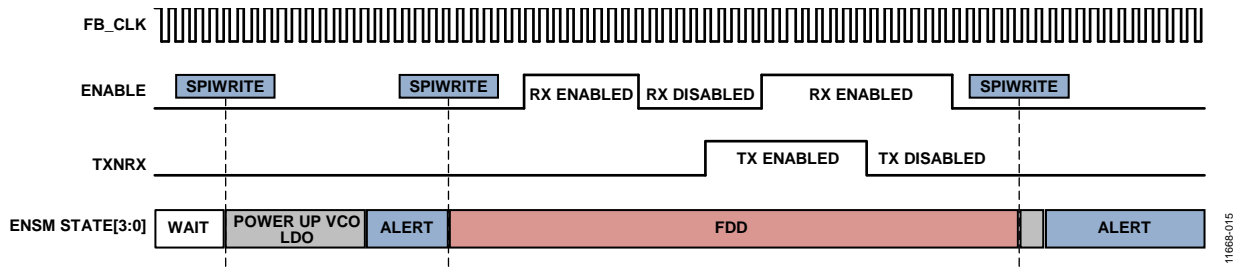 FB_CLK
ENABLE
SPIWRITE
SPIWRITE
RX ENABLED
RX DISABLED
RX ENABLED
SPIWRITE
TXNRX
TX ENABLED
TX DISABLED
ENSM STATE[3:0]
WAIT
POWER UP VCO
LDO
ALERT
FDD
ALERT
11668-015